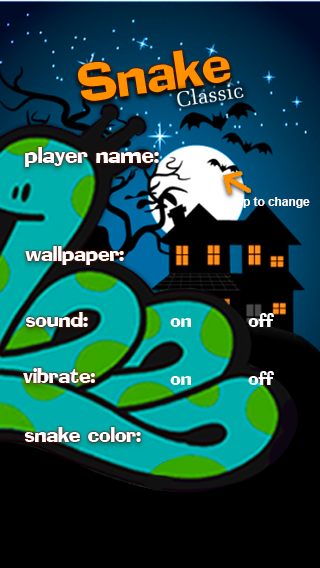 Snake
Classic
player name:
p to change
wallpaper:
sound: on off
vibrate: on off
snake color: